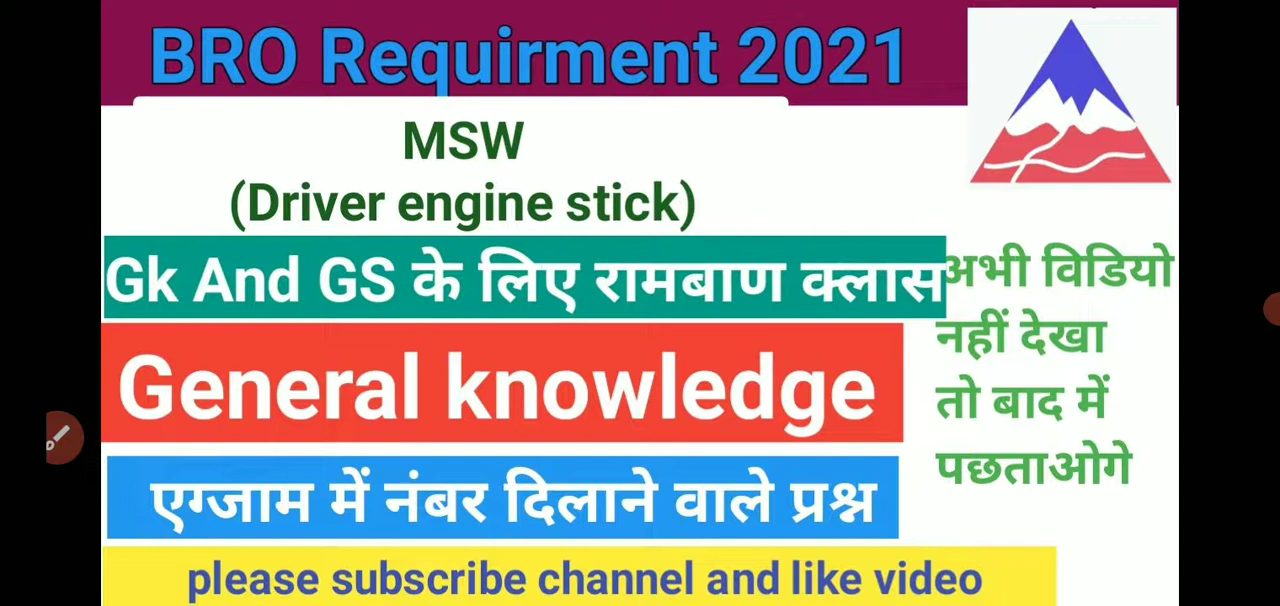 BRO Requirment 2021
MSW
(Driver engine stick)
Gk And GS के लिए रामबाण क्लास
General knowledge
एग्जाम में नंबर दिलाने वाले प्रश्न
please subscribe channel and like video
अभी विडियो
नहीं देखा
तो बाद में
पछताओगे